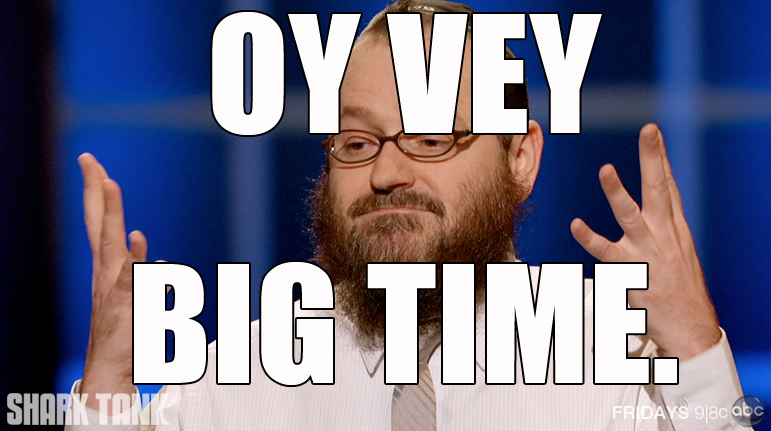 OY VEY
BIG TIME.
SHARK TANK
FRIDAYS 9|8c abc